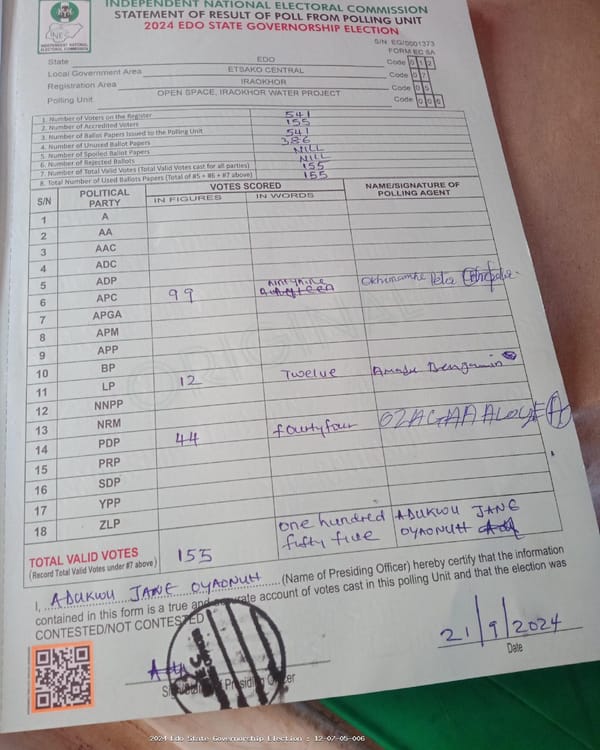 INDEPENDENT NATIONAL ELECTORAL COMMISSION
STATEMENT OF RESULT OF POLL FROM POLLING UNIT
2024 EDO STATE GOVERNORSHIP ELECTION
INEC
INDEPENDENT NATIONAL ELECTORAL COMMISSION
S/N EG/0001373
FORM EC 8A
State EDO Code 0 1 2
Local Government Area ETSAKO CENTRAL Code 0 7
Registration Area IRAOKHOR Code 0 5
Polling Unit OPEN SPACE, IRAOKHOR WATER PROJECT Code 0 0 6
1. Number of Voters on the Register 541
2. Number of Accredited Voters 155
3. Number of Ballot Papers Issued to the Polling Unit 541
4. Number of Unused Ballot Papers 386
5. Number of Spoiled Ballot Papers NILL
6. Number of Rejected Ballots NILL
7. Number of Total Valid Votes (Total Valid Votes cast for all parties) 155
8. Total Number of Used Ballots Papers (Total of #5 + #6 + #7 above) 155
S/N POLITICAL PARTY VOTES SCORED NAME/SIGNATURE OF POLLING AGENT
IN FIGURES IN WORDS
1 A
2 AA
3 AAC
4 ADC
5 ADP
6 APC 99 ninty nine
7 APGA
8 APM
9 APP
10 BP
11 LP 12 Twelve Amadu Benjamin
12 NNPP
13 NRM
14 PDP 44 fourtyfour
15 PRP
16 SDP
17 YPP
18 ZLP
TOTAL VALID VOTES 155 one hundred fifty five ADUKWU JANE OYAONUH
(Record Total Valid Votes under #7 above)
I, ADUKWU JANE OYAONUH (Name of Presiding Officer) hereby certify that the information
contained in this form is a true and accurate account of votes cast in this polling Unit and that the election was
CONTESTED/NOT CONTESTED
21/9/2024
Date
Presiding Officer
2024 Edo State Governorship Election : 12-07-05-006